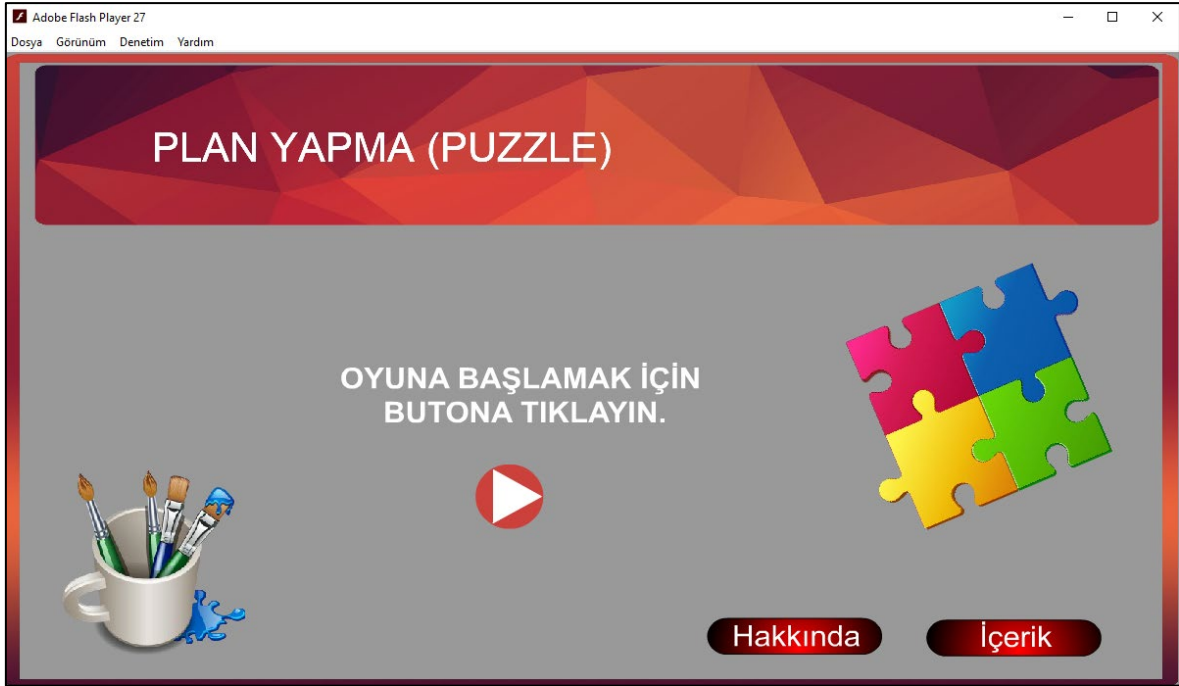 Adobe Flash Player 27
Dosya Görünüm Denetim Yardım
PLAN YAPMA (PUZZLE)
OYUNA BAŞLAMAK İÇİN
BUTONA TIKLAYIN.
Hakkında İçerik